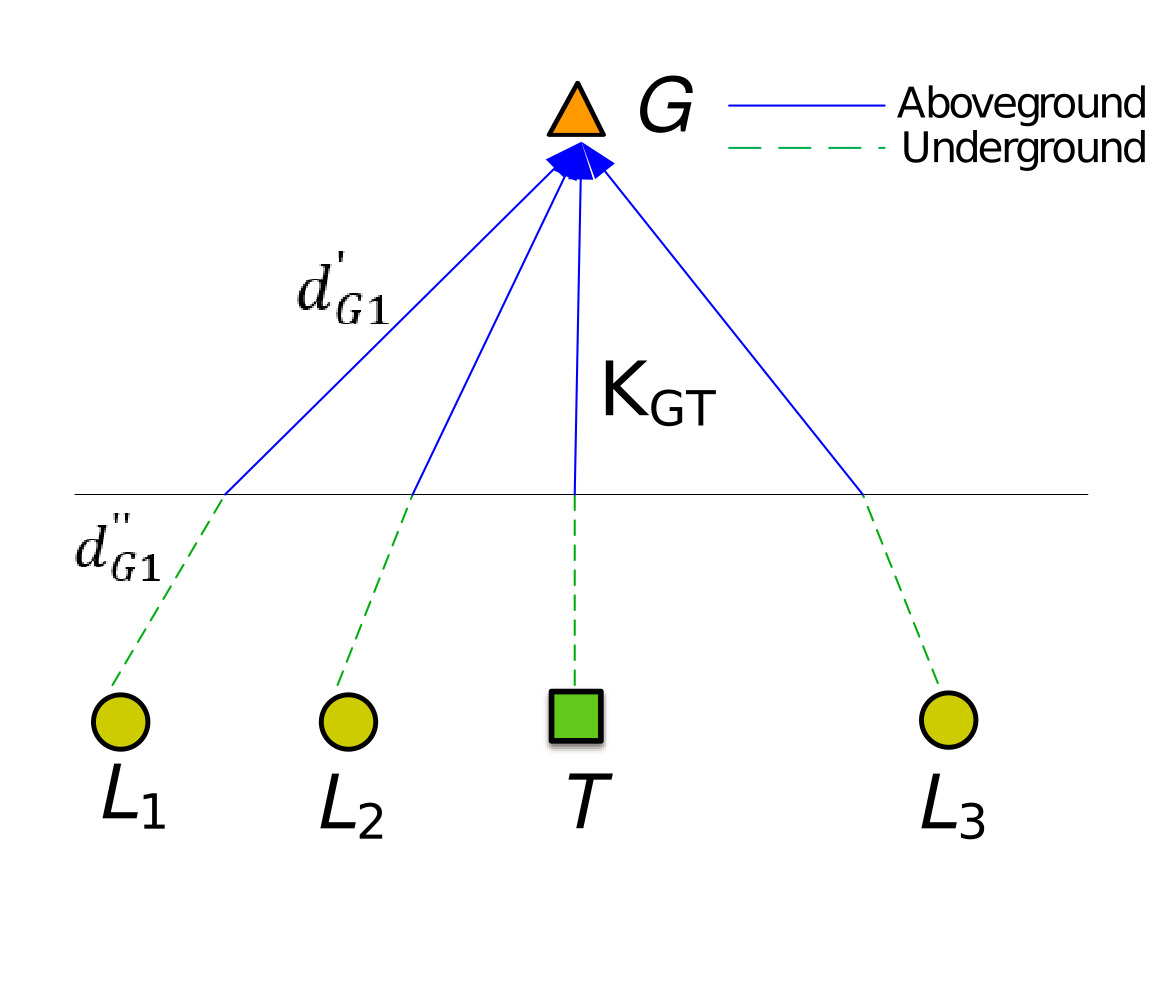 G
Aboveground
Underground
d'G1
KGT
d''G1
L1
L2
T
L3